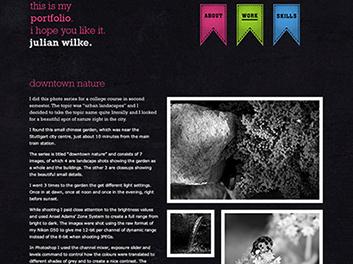 this is my
portfolio.
i hope you like it.
julian wilke.
ABOUT
WORK
SKILLS
downtown nature
I did this photo series for a college course in second
semester. The topic was "urban landscapes" and I
decided to take the topic name quite literally and I looked
for a beautiful spot of nature right in the city.
I found this small chinese garden, which was near the
Stuttgart city centre, just about 10 minutes from the main
train station.
The series is titled "downtown nature" and consists of 7
images, of which 4 are landscape shots showing the garden as
a whole and the buildings. The other 3 are closeups showing
the beautiful small details.
I went 3 times to the garden the get different light settings.
Once in at dawn, once at noon and once in the evening, right
before sunset.
While shooting I paid close attention to the brightness values
and used Ansel Adams' Zone System to create a full range from
bright to dark. The images were shot using the raw format of
my Nikon D50 to give me 12-bit per channel of dynamic range
instead of the 8-bit when shooting JPEGs.
In Photoshop I used the channel mixer, exposure slider and
levels command to control how the colours were translated to
different shades of grey and to create a nice contrast. The